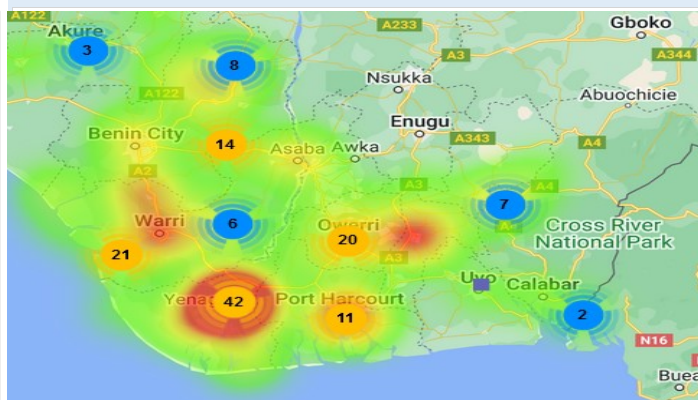 A122
Akure
3
8
A233
Gboko
A3
A344
Nsukka
A122
Abuochicie
Enugu
Benin City
14
Asaba
Awka
A343
A4
A2
A3
A4
7
Warri
6
Owerri
20
Cross River
National Park
21
A3
Uyo
Calabar
Yena
42
Port Harcourt
11
2
N16
Buea